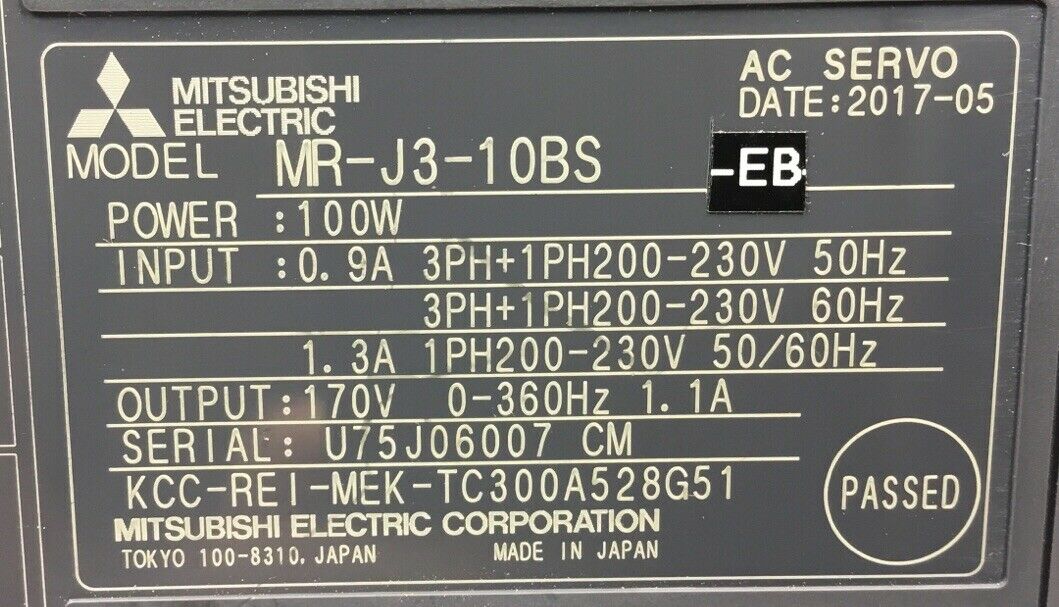 MITSUBISHI
ELECTRIC
AC SERVO
DATE:2017-05
MODEL MR-J3-10BS -EB-
POWER :100W
INPUT :0.9A 3PH+1PH200-230V 50Hz
3PH+1PH200-230V 60Hz
1.3A 1PH200-230V 50/60Hz
OUTPUT:170V 0-360Hz 1.1A
SERIAL: U75J06007 CM
KCC-REI-MEK-TC300A528G51
PASSED
MITSUBISHI ELECTRIC CORPORATION
TOKYO 100-8310, JAPAN MADE IN JAPAN